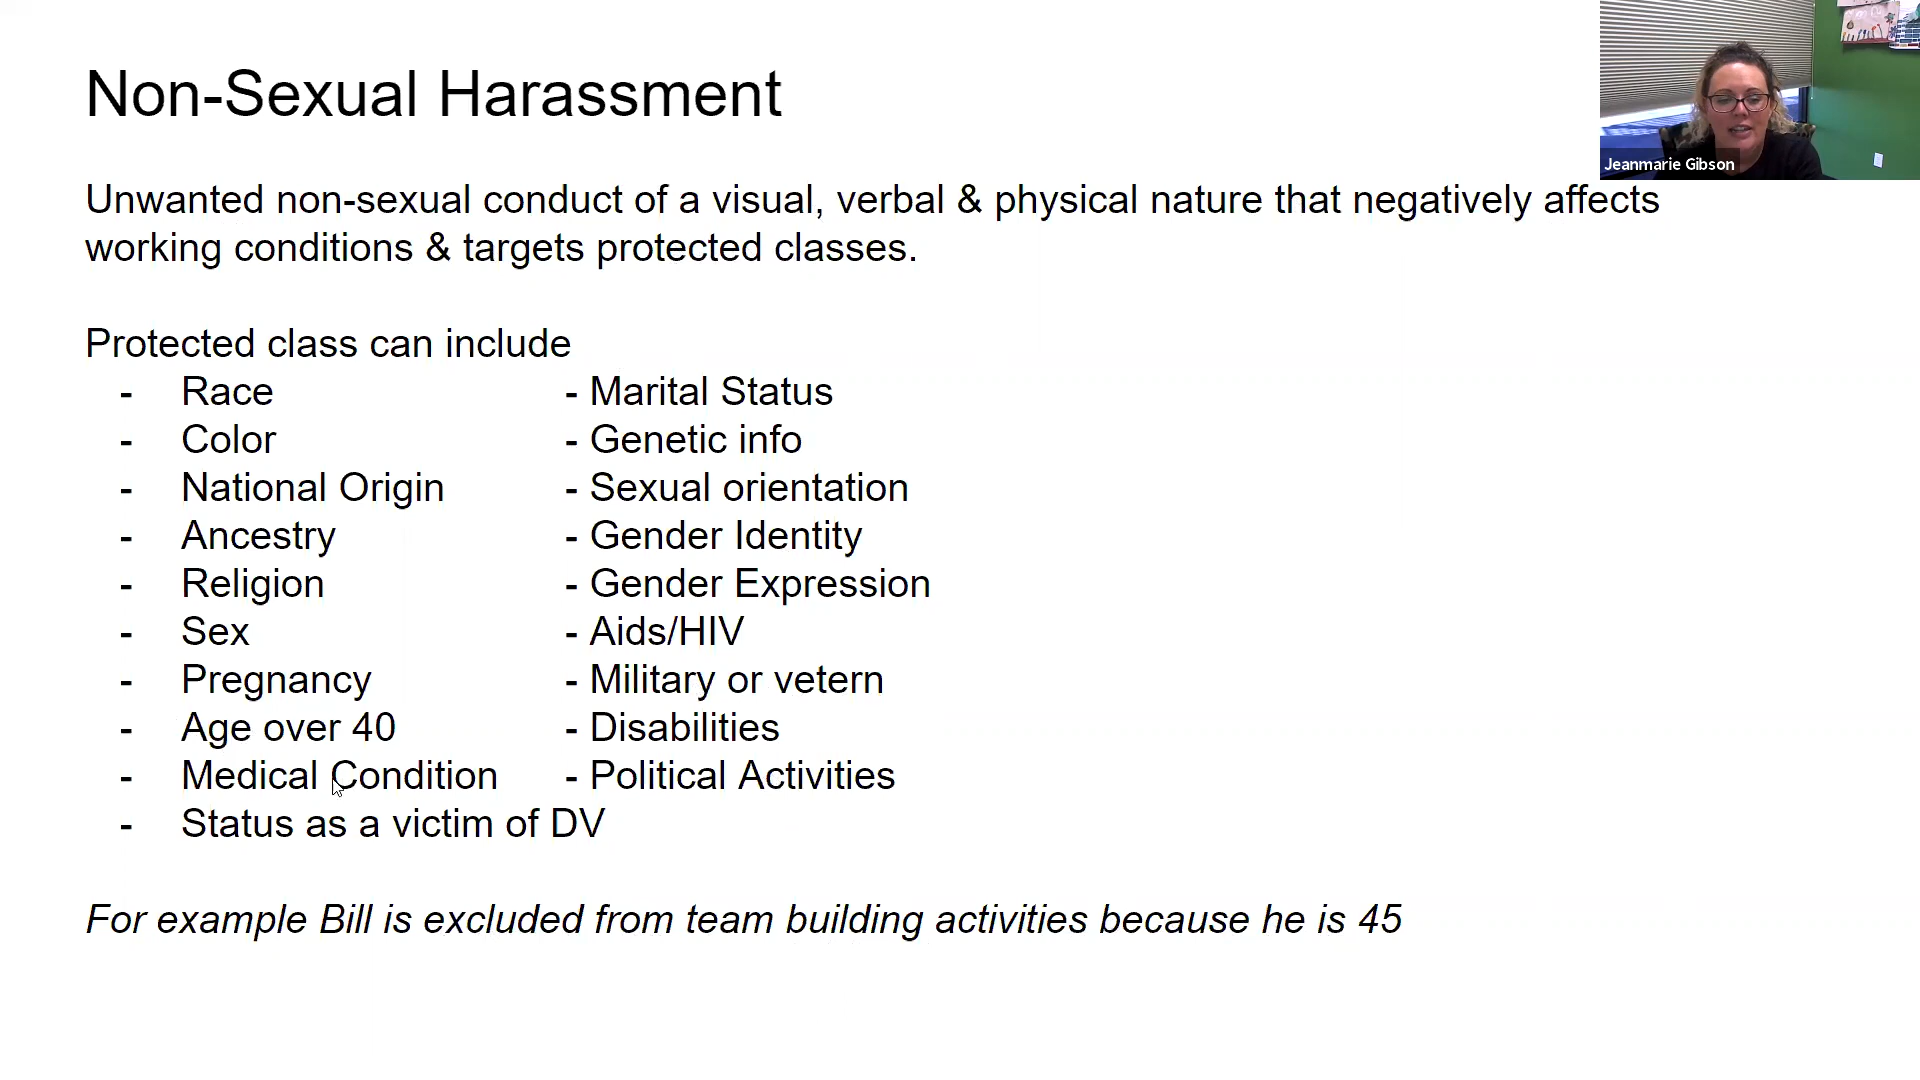 Non-Sexual Harassment
Jeanmarie Gibson
Unwanted non-sexual conduct of a visual, verbal & physical nature that negatively affects
working conditions & targets protected classes.
Protected class can include
- Race - Marital Status
- Color - Genetic info
- National Origin - Sexual orientation
- Ancestry - Gender Identity
- Religion - Gender Expression
- Sex - Aids/HIV
- Pregnancy - Military or vetern
- Age over 40 - Disabilities
- Medical Condition - Political Activities
- Status as a victim of DV
For example Bill is excluded from team building activities because he is 45